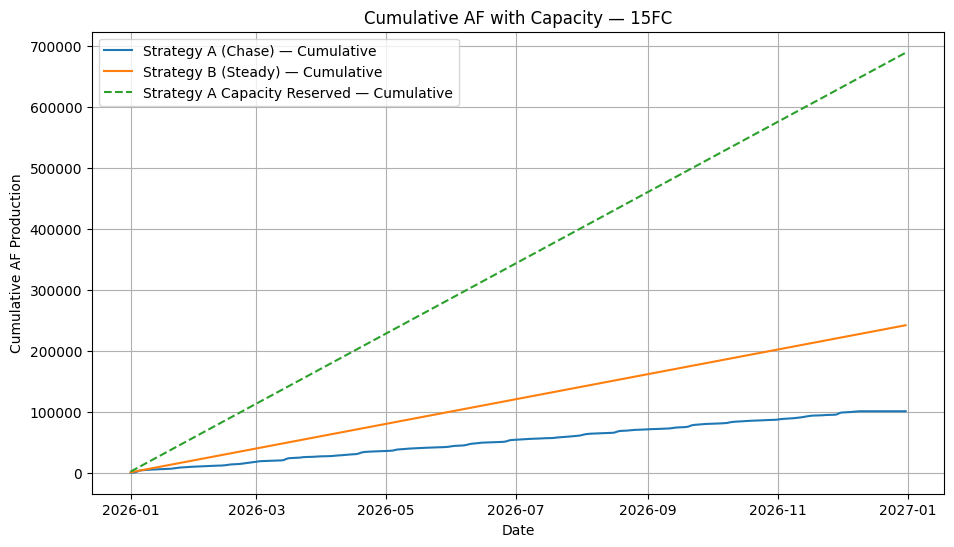 Cumulative AF with Capacity — 15FC
Strategy A (Chase) — Cumulative
Strategy B (Steady) — Cumulative
Strategy A Capacity Reserved — Cumulative
Cumulative AF Production
700000
600000
500000
400000
300000
200000
100000
0
2026-01
2026-03
2026-05
2026-07
2026-09
2026-11
2027-01
Date